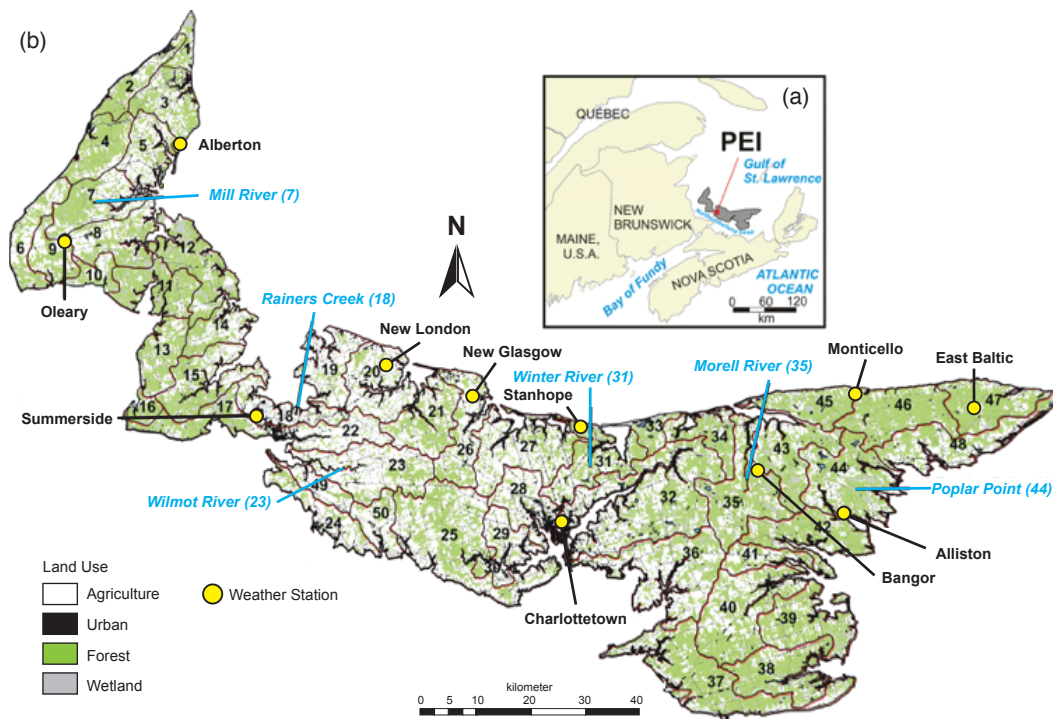 (b)
(a)
QUÉBEC
PEI
Gulf of
St. Lawrence
NEW
BRUNSWICK
MAINE,
U.S.A.
NOVA SCOTIA
Bay of Fundy
ATLANTIC
OCEAN
0 60 120
km
N
1
2
3
4
5
Alberton
7
Mill River (7)
6
9
8
7
12
10
11
Oleary
Rainers Creek (18)
14
13
15
16
17
Summerside
18
19
20
New London
New Glasgow
Stanhope
Winter River (31)
Morell River (35)
Monticello
East Baltic
45
46
47
48
21
22
26
27
33
34
43
31
23
Wilmot River (23)
49
28
32
35
44
Poplar Point (44)
24
50
25
29
42
Alliston
30
36
41
Bangor
Charlottetown
40
39
38
37
Land Use
Agriculture
Urban
Forest
Wetland
Weather Station
kilometer
0 5 10 20 30 40